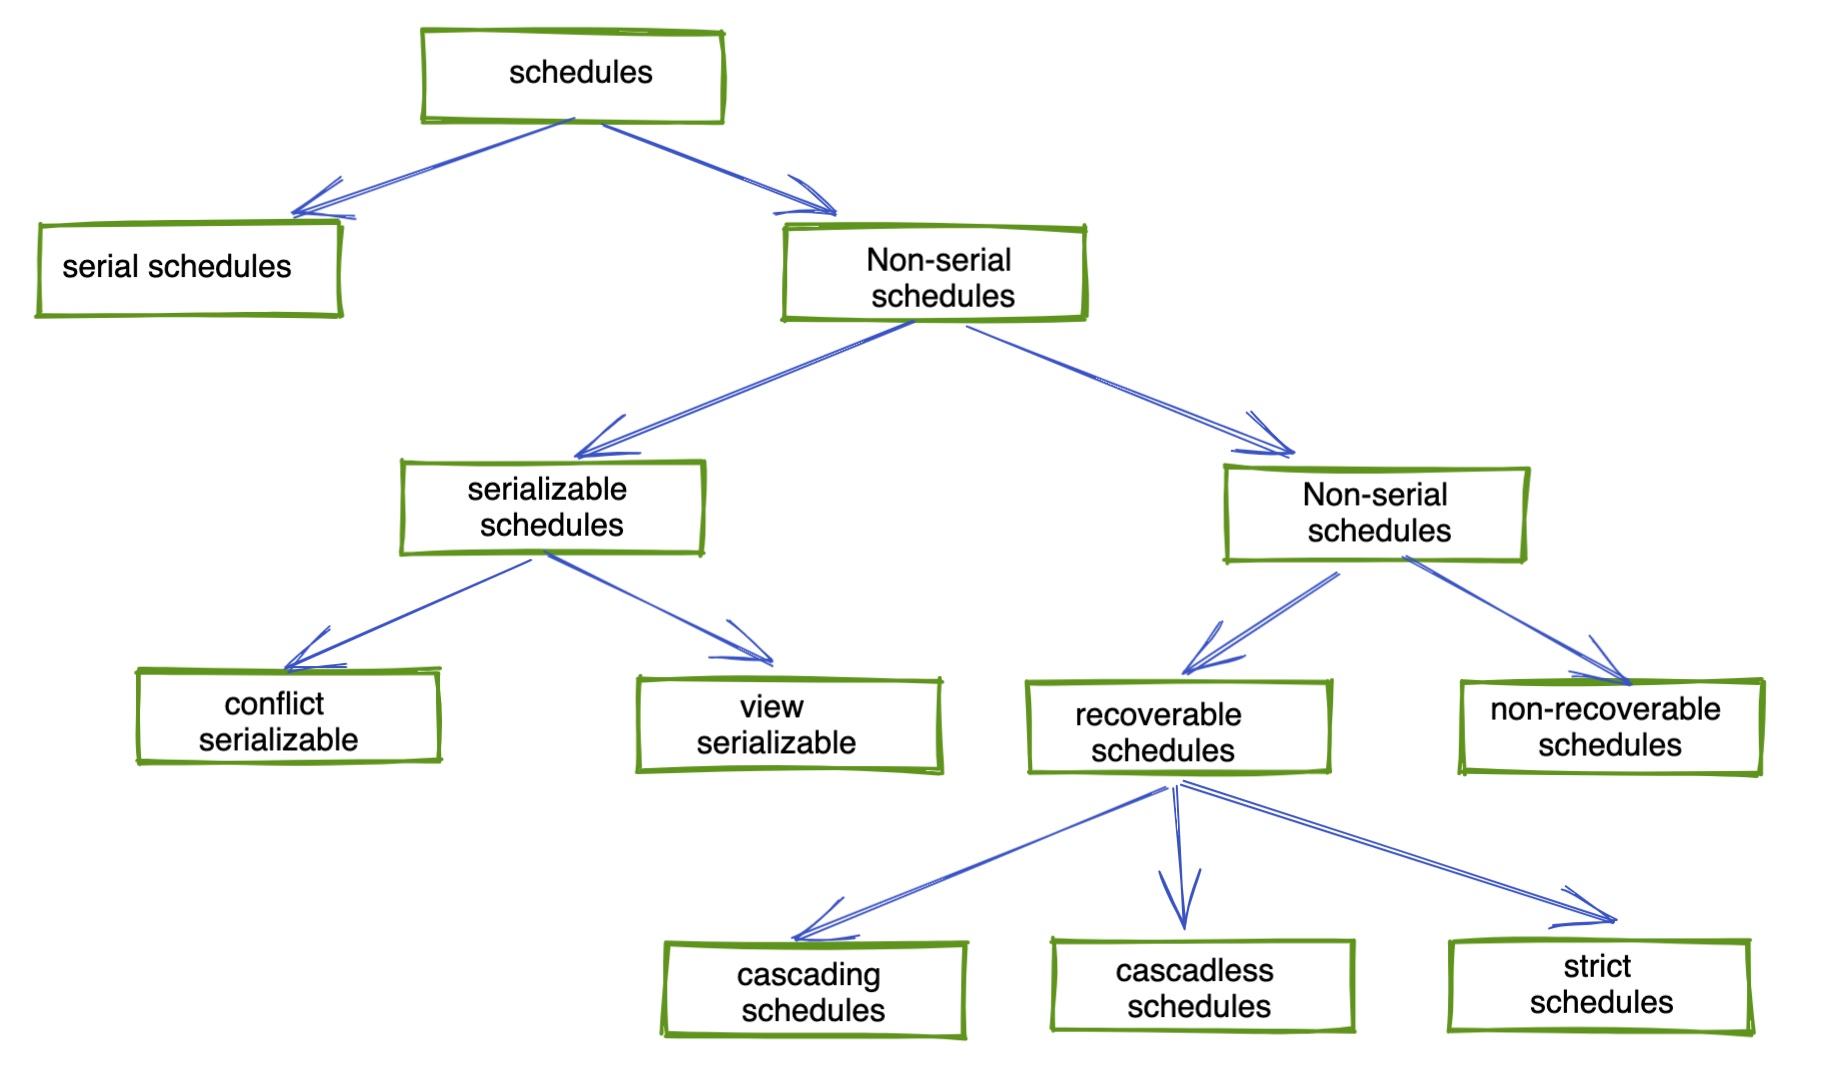 schedules
serial schedules
Non-serial
schedules
serializable
schedules
Non-serial
schedules
conflict
serializable
view
serializable
recoverable
schedules
non-recoverable
schedules
cascading
schedules
cascadless
schedules
strict
schedules